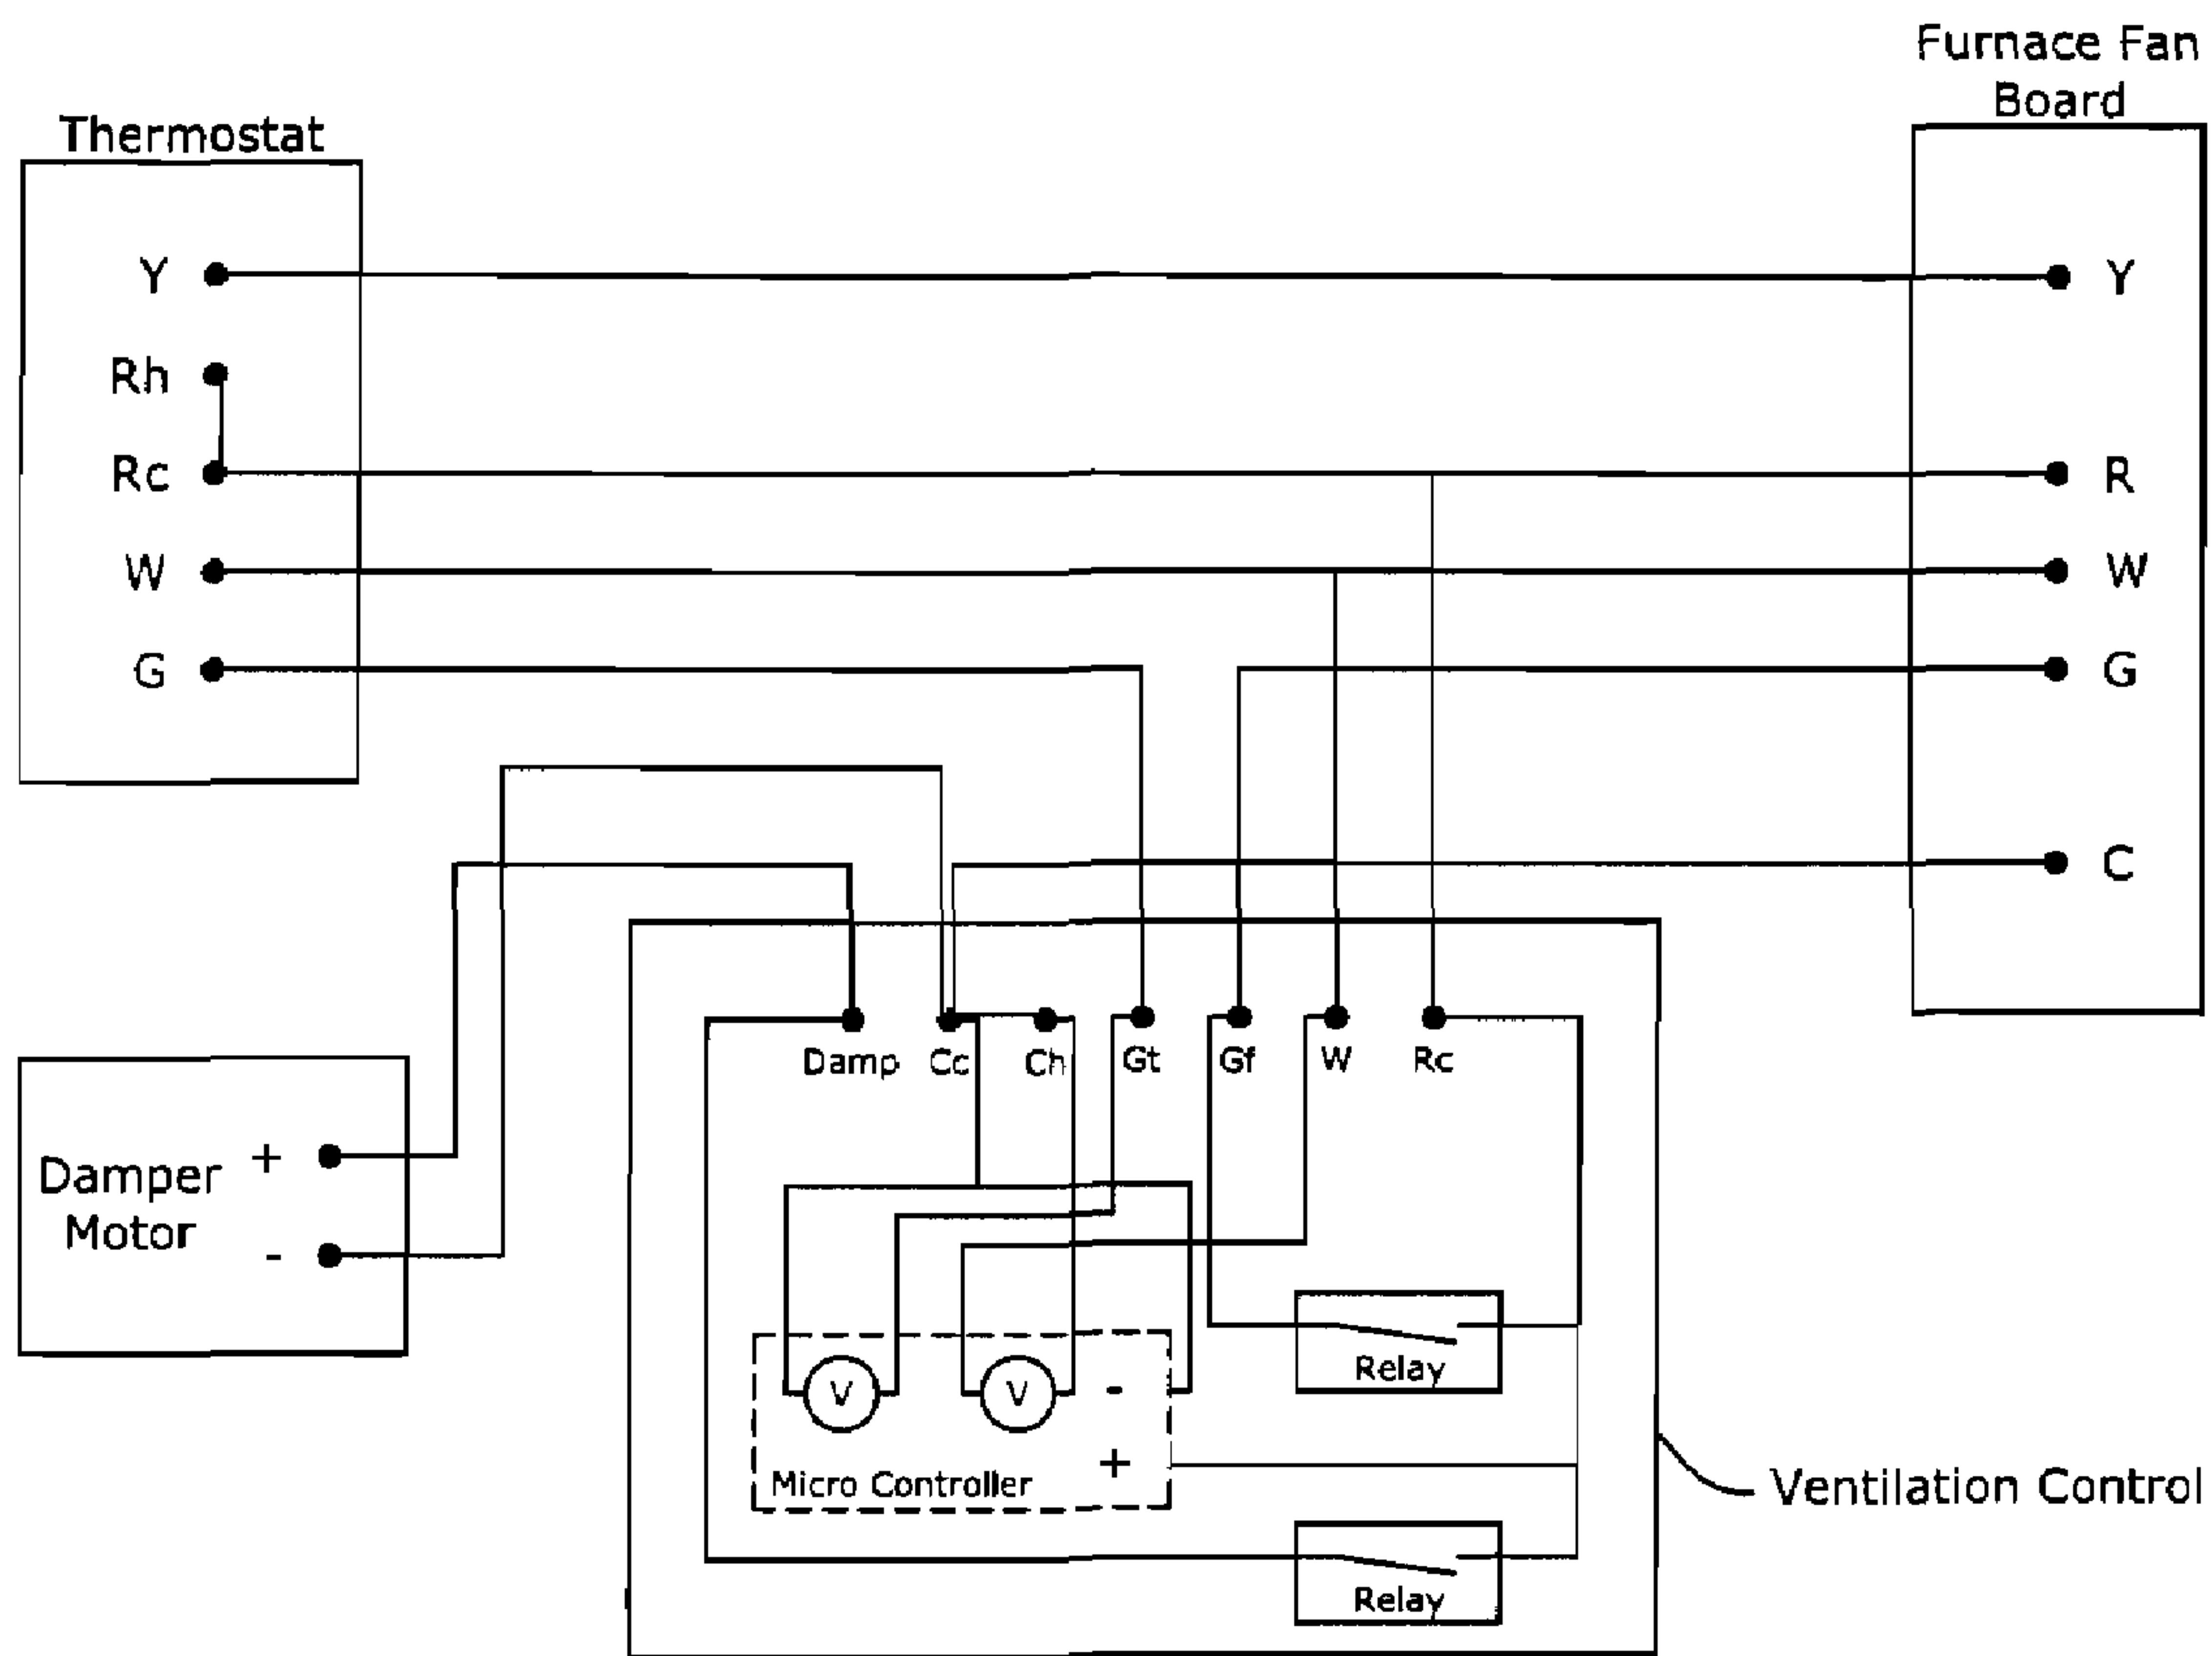 Furnace Fan
Board
Thermostat
Y
Rh
Rc
W
G
Y
R
W
G
C
Damp Cc Ch Gt Gf W Rc
Damper
Motor
+
-
V
V
-
+
Micro Controller
Relay
Relay
Ventilation Control